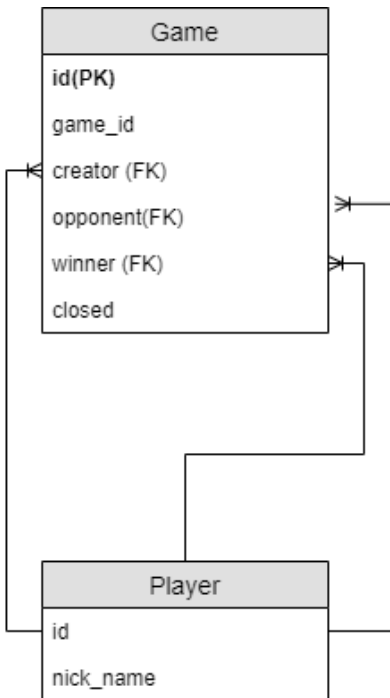 Game
id(PK)
game_id
creator (FK)
opponent(FK)
winner (FK)
closed
Player
id
nick_name